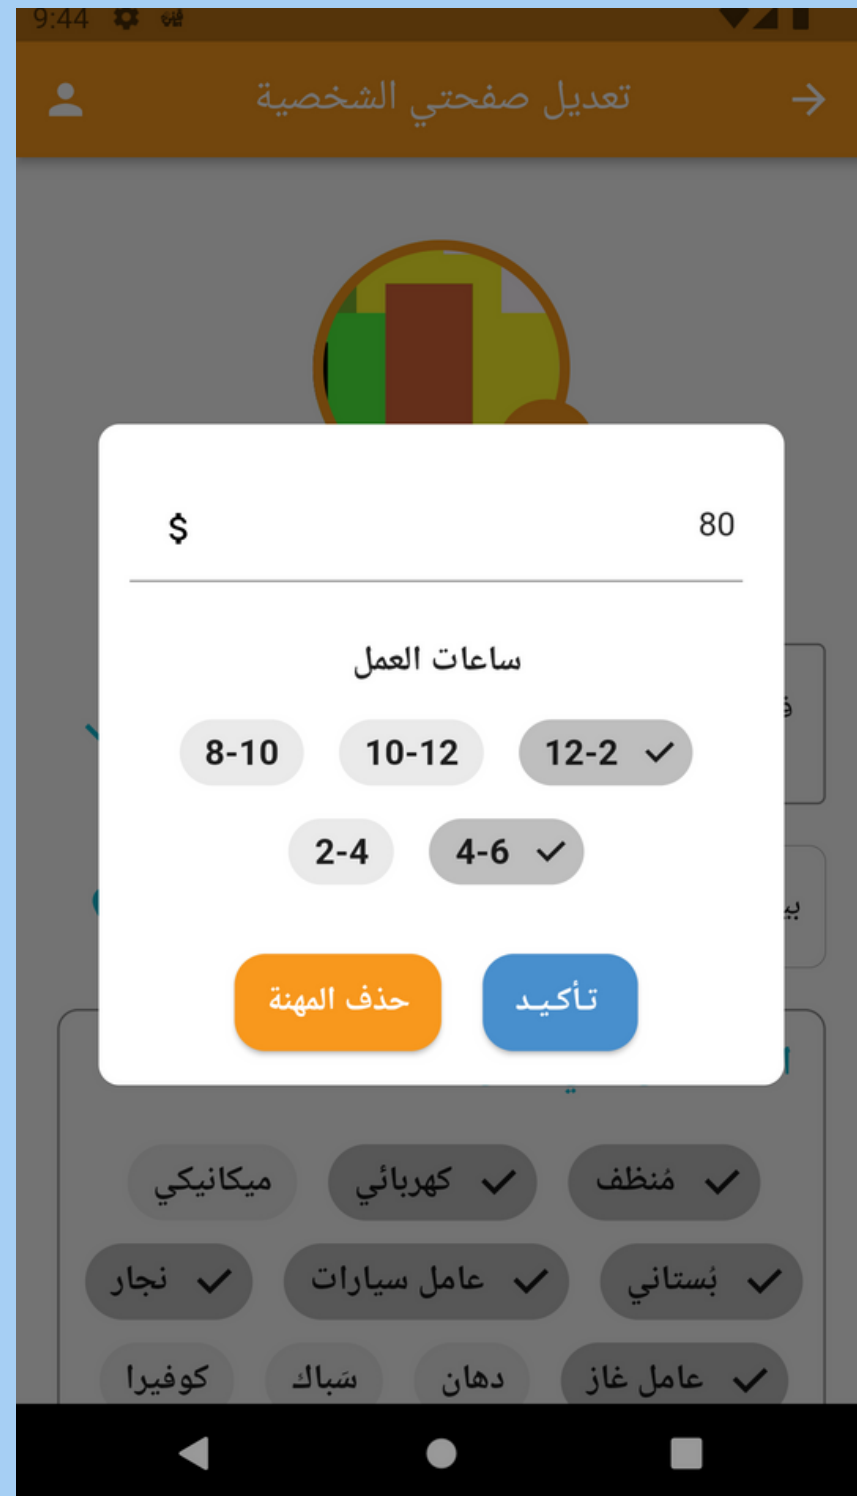 9:44
تعديل صفحتي الشخصية
80 $
ساعات العمل
8-10 10-12 12-2
2-4 4-6
تأكيد حذف المهنة
مُنظف كهربائي ميكانيكي
بُستاني عامل سيارات نجار
عامل غاز دهان سَباك كوفيرا